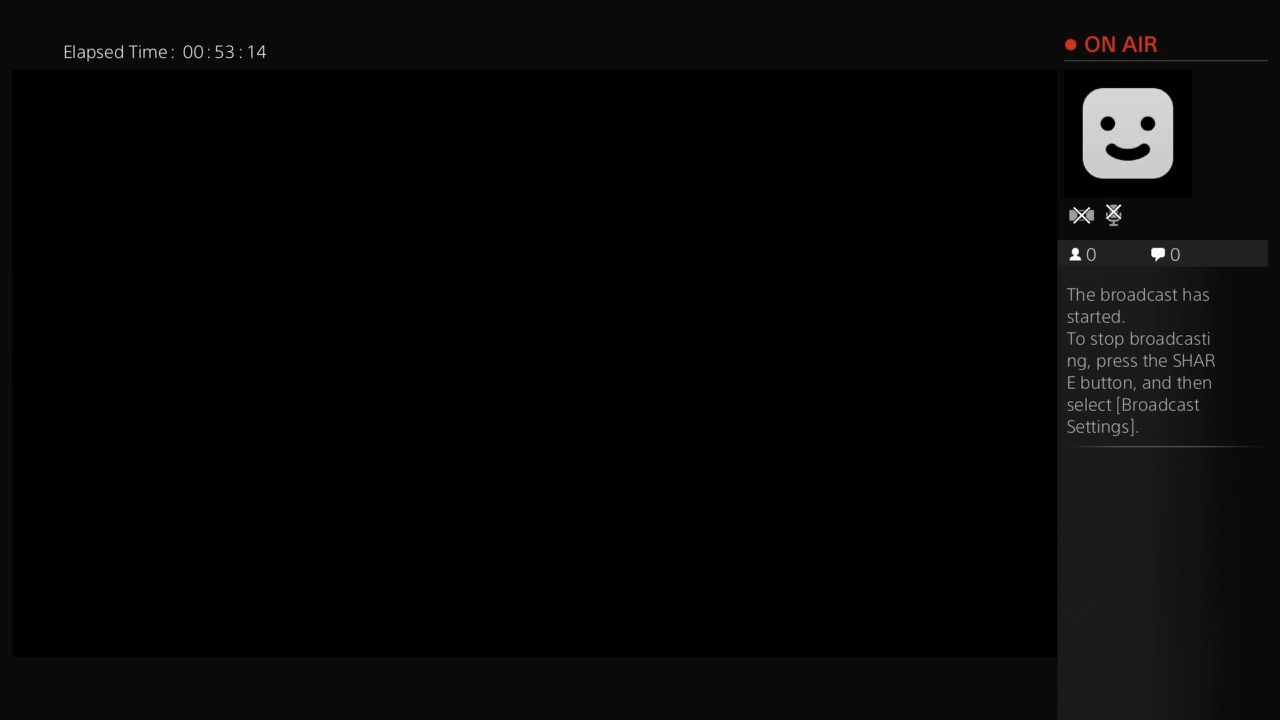 Elapsed Time: 00:53:14
ON AIR
0 0
The broadcast has
started.
To stop broadcasti
ng, press the SHAR
E button, and then
select [Broadcast
Settings].